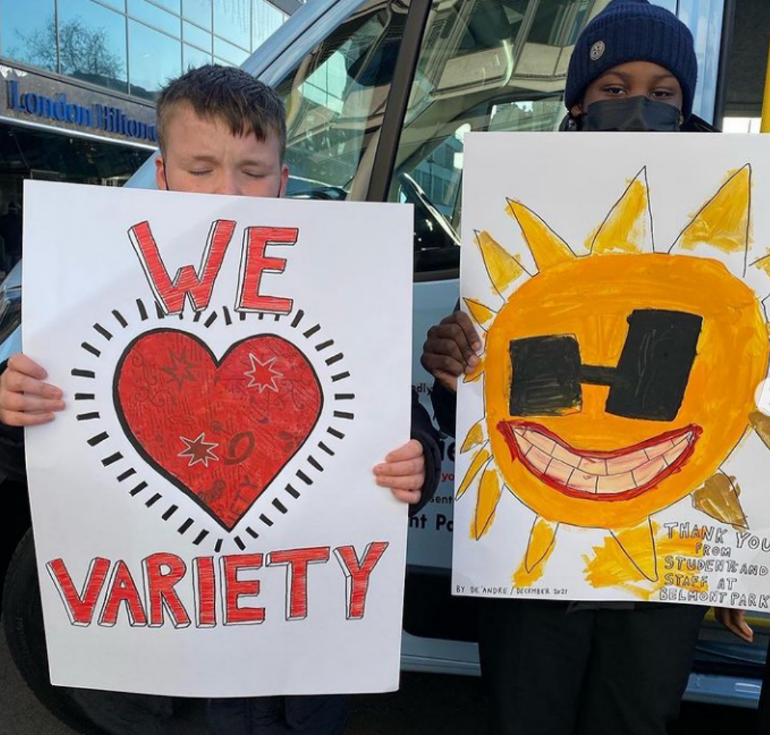 London Hilton
WE
VARIETY
BY DE'ANDRE / DECEMBER 2021
THANK YOU
FROM
STUDENTS AND
STAFF AT
BELMONT PARK